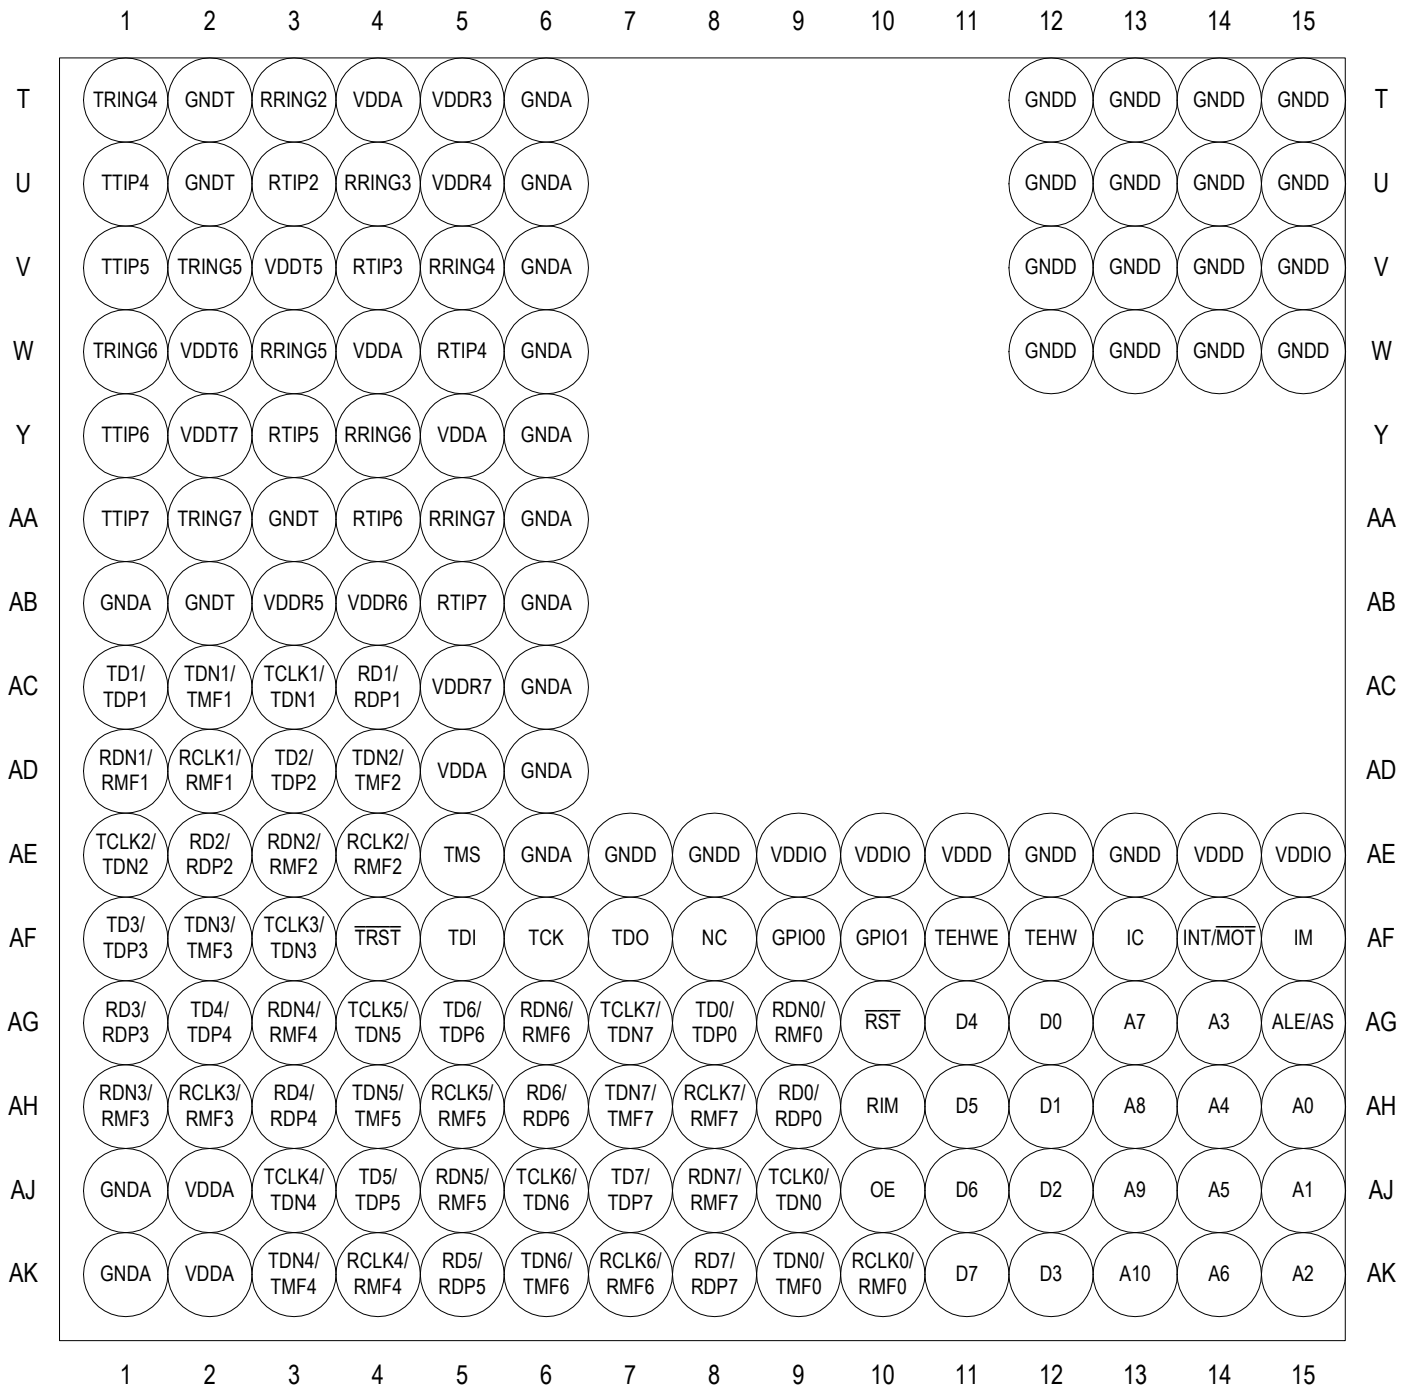 1 2 3 4 5 6 7 8 9 10 11 12 13 14 15
T TRING4 GNDT RRING2 VDDA VDDR3 GNDA GNDD GNDD GNDD GNDD T
U TTIP4 GNDT RTIP2 RRING3 VDDR4 GNDA GNDD GNDD GNDD GNDD U
V TTIP5 TRING5 VDDT5 RTIP3 RRING4 GNDA GNDD GNDD GNDD GNDD V
W TRING6 VDDT6 RRING5 VDDA RTIP4 GNDA GNDD GNDD GNDD GNDD W
Y TTIP6 VDDT7 RTIP5 RRING6 VDDA GNDA Y
AA TTIP7 TRING7 GNDT RTIP6 RRING7 GNDA AA
AB GNDA GNDT VDDR5 VDDR6 RTIP7 GNDA AB
TD1/ TDN1/ TCLK1/ RD1/
AC VDDR7 GNDA AC
TDP1 TMF1 TDN1 RDP1
RDN1/ RCLK1/ TD2/ TDN2/
AD VDDA GNDA AD
RMF1 RMF1 TDP2 TMF2
TCLK2/ RD2/ RDN2/ RCLK2/
AE TMS GNDA GNDD GNDD VDDIO VDDIO VDDD GNDD GNDD VDDD VDDIO AE
TDN2 RDP2 RMF2 RMF2
TD3/ TDN3/ TCLK3/
AF TRST TDI TCK TDO NC GPIO0 GPIO1 TEHWE TEHW IC INT/MOT IM AF
TDP3 TMF3 TDN3
RD3/ TD4/ RDN4/ TCLK5/ TD6/ RDN6/ TCLK7/ TD0/ RDN0/
AG RST D4 D0 A7 A3 ALE/AS AG
RDP3 TDP4 RMF4 TDN5 TDP6 RMF6 TDN7 TDP0 RMF0
RDN3/ RCLK3/ RD4/ TDN5/ RCLK5/ RD6/ TDN7/ RCLK7/ RD0/
AH RIM D5 D1 A8 A4 A0 AH
RMF3 RMF3 RDP4 TMF5 RMF5 RDP6 TMF7 RMF7 RDP0
TCLK4/ TD5/ RDN5/ TCLK6/ TD7/ RDN7/ TCLK0/
AJ GNDA VDDA OE D6 D2 A9 A5 A1 AJ
TDN4 TDP5 RMF5 TDN6 TDP7 RMF7 TDN0
TDN4/ RCLK4/ RD5/ TDN6/ RCLK6/ RD7/ TDN0/ RCLK0/
AK GNDA VDDA D7 D3 A10 A6 A2 AK
TMF4 RMF4 RDP5 TMF6 RMF6 RDP7 TMF0 RMF0
1 2 3 4 5 6 7 8 9 10 11 12 13 14 15